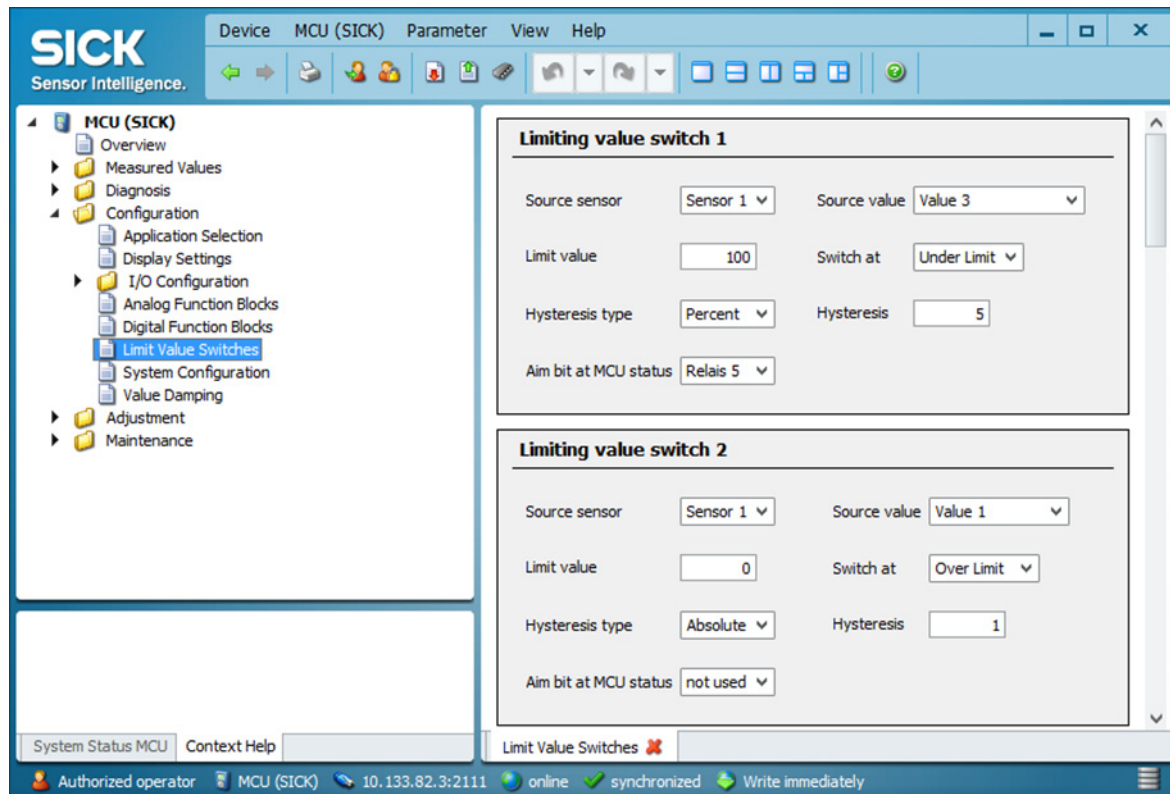 SICK
Sensor Intelligence.
Device MCU (SICK) Parameter View Help
MCU (SICK)
Overview
Measured Values
Diagnosis
Configuration
Application Selection
Display Settings
I/O Configuration
Analog Function Blocks
Digital Function Blocks
Limit Value Switches
System Configuration
Value Damping
Adjustment
Maintenance
System Status MCU Context Help
Limiting value switch 1
Source sensor Sensor 1 Source value Value 3
Limit value 100 Switch at Under Limit
Hysteresis type Percent Hysteresis 5
Aim bit at MCU status Relais 5
Limiting value switch 2
Source sensor Sensor 1 Source value Value 1
Limit value 0 Switch at Over Limit
Hysteresis type Absolute Hysteresis 1
Aim bit at MCU status not used
Limit Value Switches
Authorized operator MCU (SICK) 10.133.82.3:2111 online synchronized Write immediately